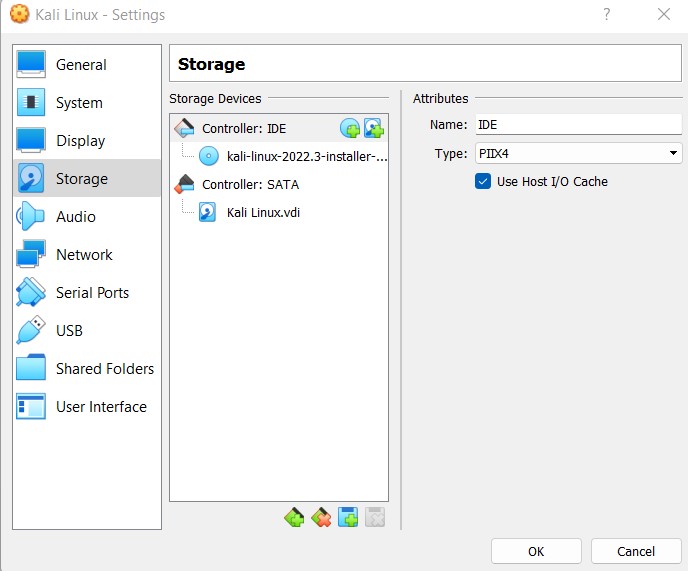 Kali Linux - Settings
?
General
System
Display
Storage
Audio
Network
Serial Ports
USB
Shared Folders
User Interface
Storage
Storage Devices
Controller: IDE
kali-linux-2022.3-installer-...
Controller: SATA
Kali Linux.vdi
Attributes
Name: IDE
Type: PIIX4
Use Host I/O Cache
OK
Cancel